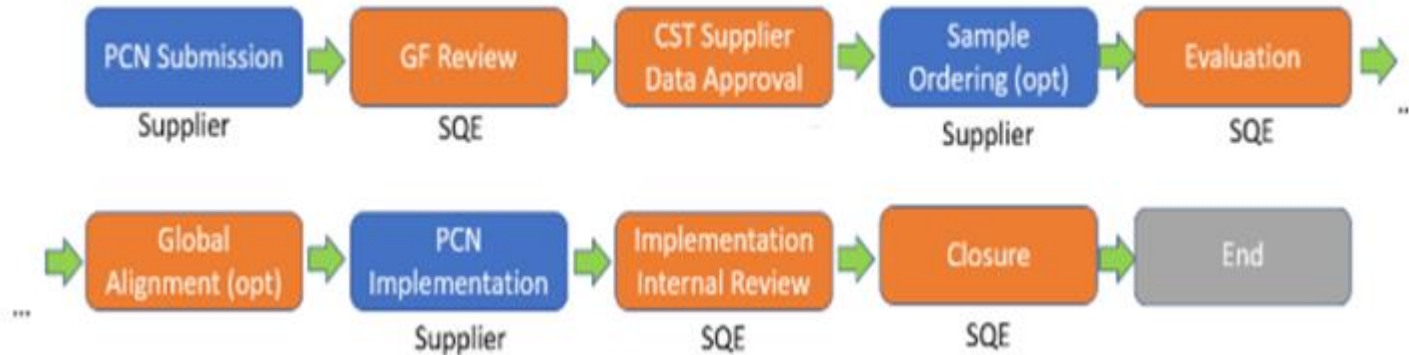 PCN Submission
GF Review
CST Supplier
Data Approval
Sample
Ordering (opt)
Evaluation
Supplier
SQE
Supplier
SQE
...
Global
Alignment (opt)
PCN
Implementation
Implementation
Internal Review
Closure
End
...
Supplier
SQE
SQE